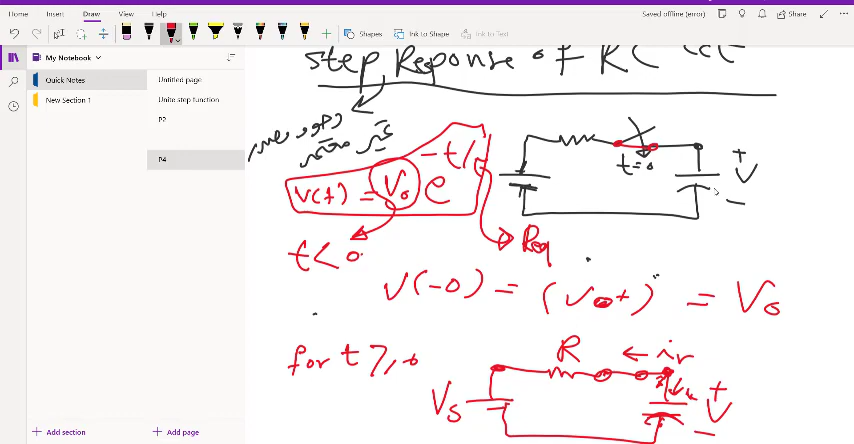 File Home Insert Draw View Help
Saved offline (error)
Share
Shapes
Ink to Shape
Ink to Text
My Notebook
Quick Notes
New Section 1
Untitled page
Unite step function
P2
P4
Add section
Add page
Step Response of RC
t=0
+
V
-
v(t) = V₀ e^-t/τ
Req
t < 0
V(-0) = (V0+) = V₀
for t ≥ 0
R
← ir
Vs
+
V
-